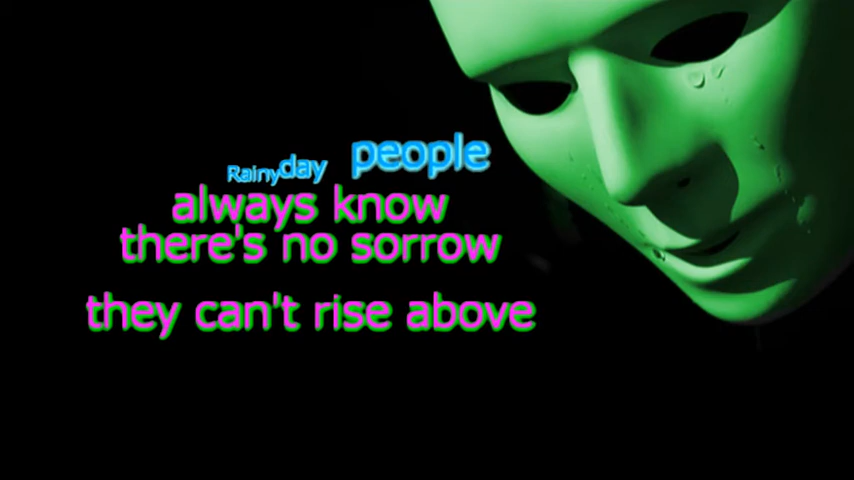 Rainyday people
always know
there's no sorrow
they can't rise above